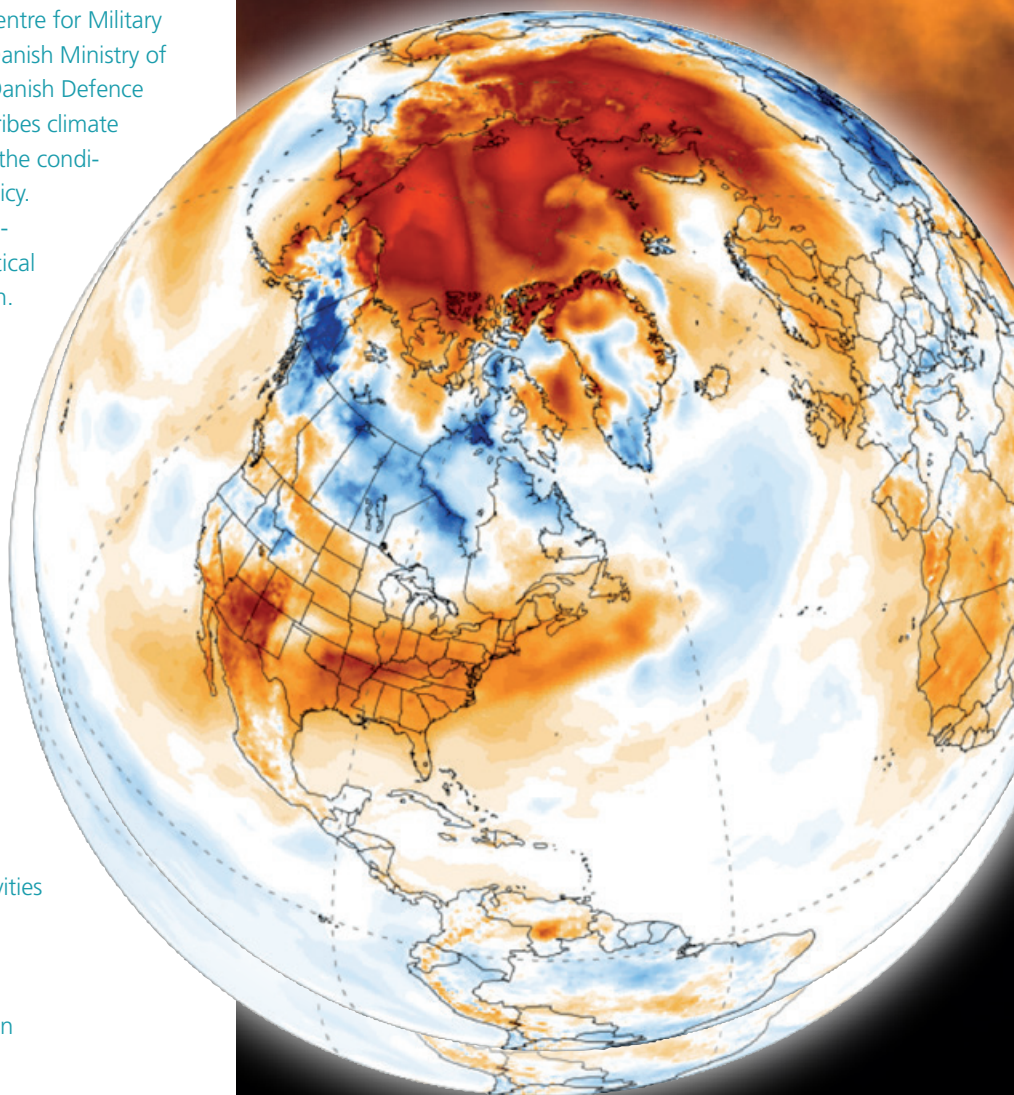 entre for Military
anish Ministry of
Danish Defence
ribes climate
the condi-
icy.
-
tical
n.
vities
n